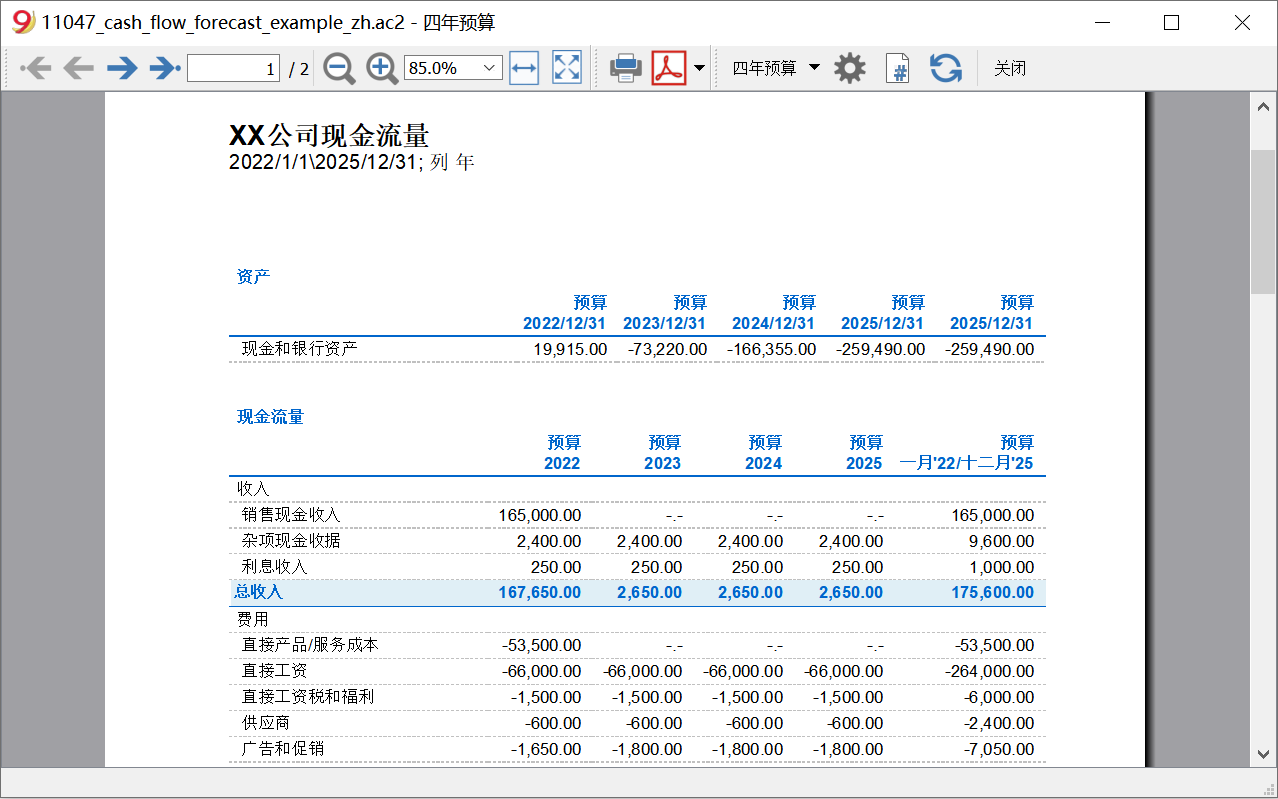 11047_cash_flow_forecast_example_zh.ac2 - 四年预算
1 / 2 85.0% 四年预算 关闭
XX公司现金流量
2022/1/1\2025/12/31; 列 年
资产
预算 预算 预算 预算 预算
2022/12/31 2023/12/31 2024/12/31 2025/12/31 2025/12/31
现金和银行资产 19,915.00 -73,220.00 -166,355.00 -259,490.00 -259,490.00
现金流量
预算 预算 预算 预算 预算
2022 2023 2024 2025 一月'22/十二月'25
收入
销售现金收入 165,000.00 -.- -.- -.- 165,000.00
杂项现金收据 2,400.00 2,400.00 2,400.00 2,400.00 9,600.00
利息收入 250.00 250.00 250.00 250.00 1,000.00
总收入 167,650.00 2,650.00 2,650.00 2,650.00 175,600.00
费用
直接产品/服务成本 -53,500.00 -.- -.- -.- -53,500.00
直接工资 -66,000.00 -66,000.00 -66,000.00 -66,000.00 -264,000.00
直接工资税和福利 -1,500.00 -1,500.00 -1,500.00 -1,500.00 -6,000.00
供应商 -600.00 -600.00 -600.00 -600.00 -2,400.00
广告和促销 -1,650.00 -1,800.00 -1,800.00 -1,800.00 -7,050.00